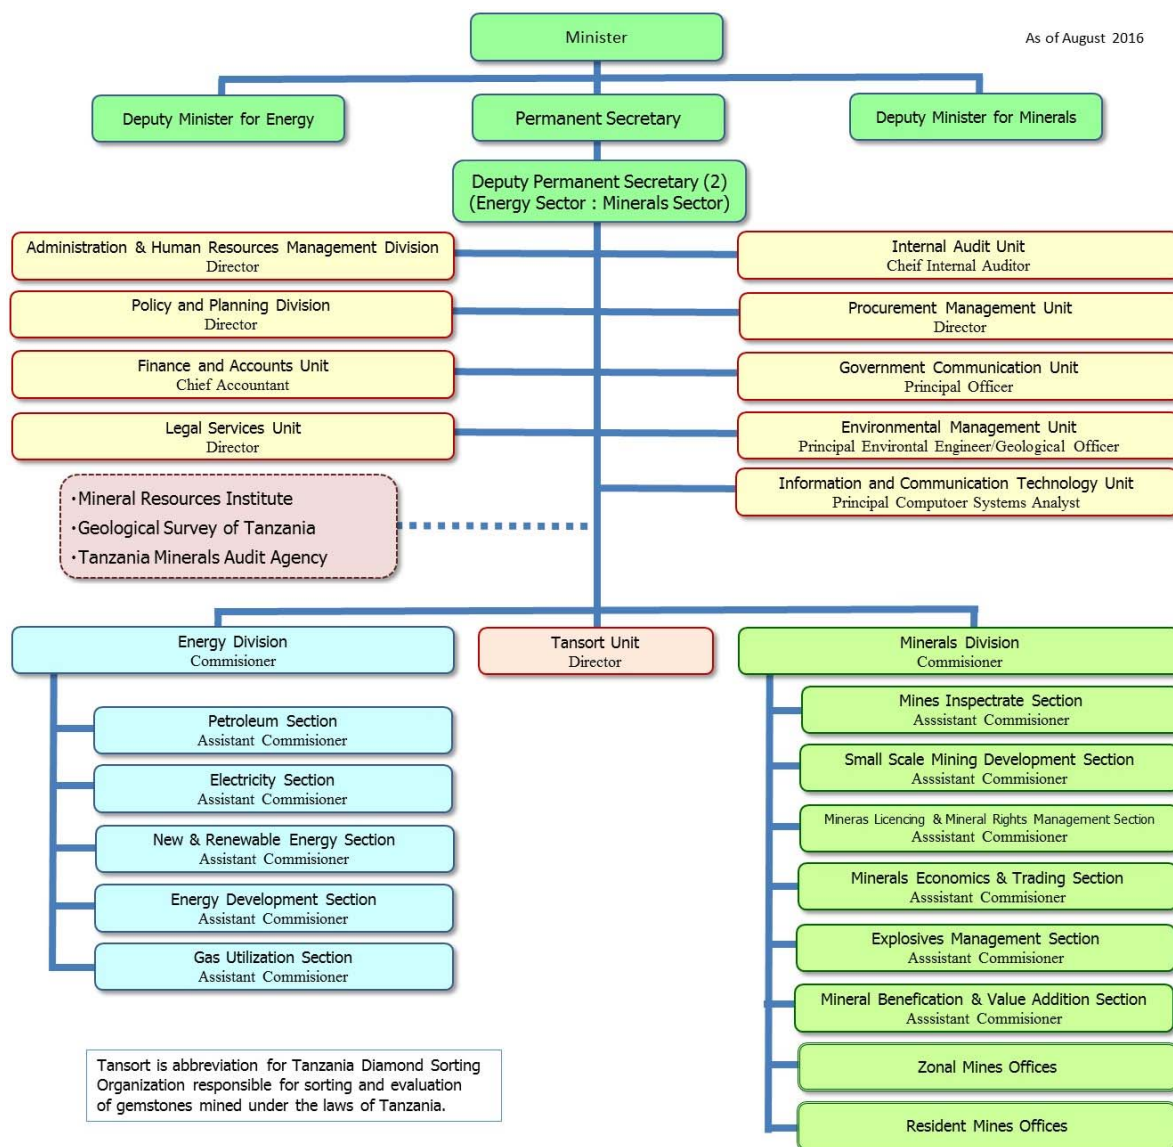 Minister
As of August 2016
Deputy Minister for Energy
Permanent Secretary
Deputy Minister for Minerals
Deputy Permanent Secretary (2)
(Energy Sector : Minerals Sector)
Administration & Human Resources Management Division
Director
Internal Audit Unit
Cheif Internal Auditor
Policy and Planning Division
Director
Procurement Management Unit
Director
Finance and Accounts Unit
Chief Accountant
Government Communication Unit
Principal Officer
Legal Services Unit
Director
Environmental Management Unit
Principal Environtal Engineer/Geological Officer
・Mineral Resources Institute
・Geological Survey of Tanzania
・Tanzania Minerals Audit Agency
Information and Communication Technology Unit
Principal Computoer Systems Analyst
Energy Division
Commisioner
Tansort Unit
Director
Minerals Division
Commisioner
Petroleum Section
Assistant Commisioner
Electricity Section
Assistant Commisioner
New & Renewable Energy Section
Assistant Commisioner
Energy Development Section
Assistant Commisioner
Gas Utilization Section
Assistant Commisioner
Mines Inspectrate Section
Asssistant Commisioner
Small Scale Mining Development Section
Asssistant Commisioner
Mineras Licencing & Mineral Rights Management Section
Asssistant Commisioner
Minerals Economics & Trading Section
Asssistant Commisioner
Explosives Management Section
Asssistant Commisioner
Mineral Benefication & Value Addition Section
Asssistant Commisioner
Zonal Mines Offices
Resident Mines Offices
Tansort is abbreviation for Tanzania Diamond Sorting
Organization responsible for sorting and evaluation
of gemstones mined under the laws of Tanzania.